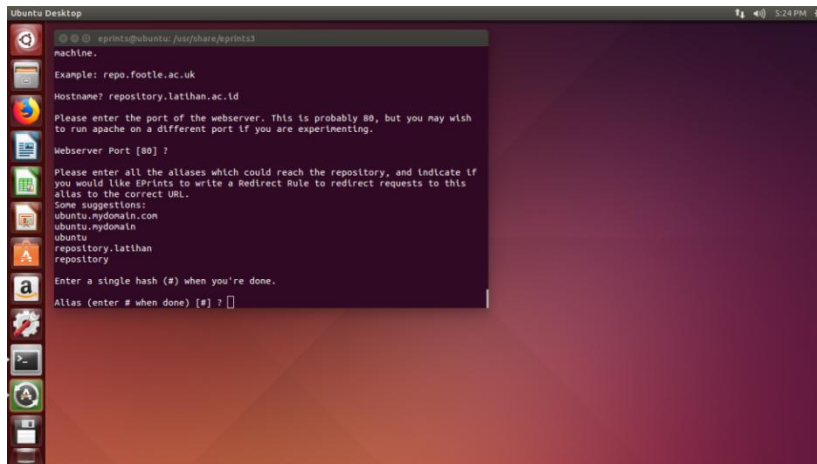 Ubuntu Desktop
5:24 PM
eprints@ubuntu: /usr/share/eprints3
machine.
Example: repo.footle.ac.uk
Hostname? repository.latihan.ac.id
Please enter the port of the webserver. This is probably 80, but you may wish
to run apache on a different port if you are experimenting.
Webserver Port [80] ?
Please enter all the aliases which could reach the repository, and indicate if
you would like EPrints to write a Redirect Rule to redirect requests to this
alias to the correct URL.
Some suggestions:
ubuntu.mydomain.com
ubuntu.mydomain
ubuntu
repository.latihan
repository
Enter a single hash (#) when you're done.
Alias (enter # when done) [#] ?